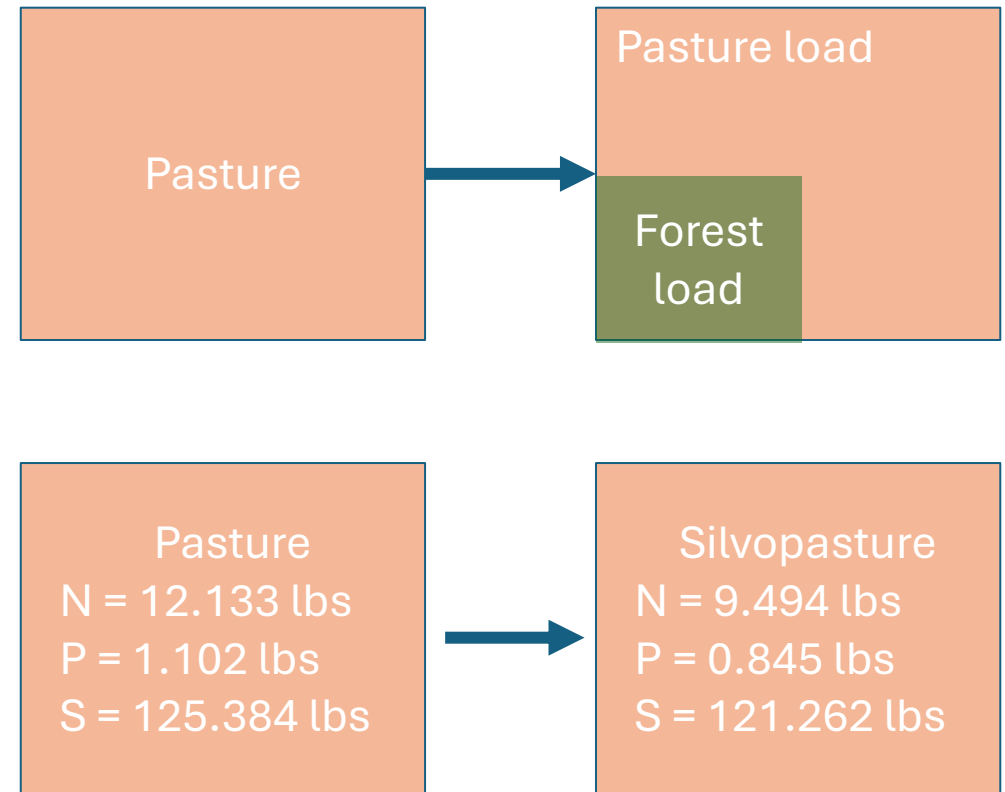 Pasture
Pasture load
Forest
load
Pasture
N = 12.133 lbs
P = 1.102 lbs
S = 125.384 lbs
Silvopasture
N = 9.494 lbs
P = 0.845 lbs
S = 121.262 lbs